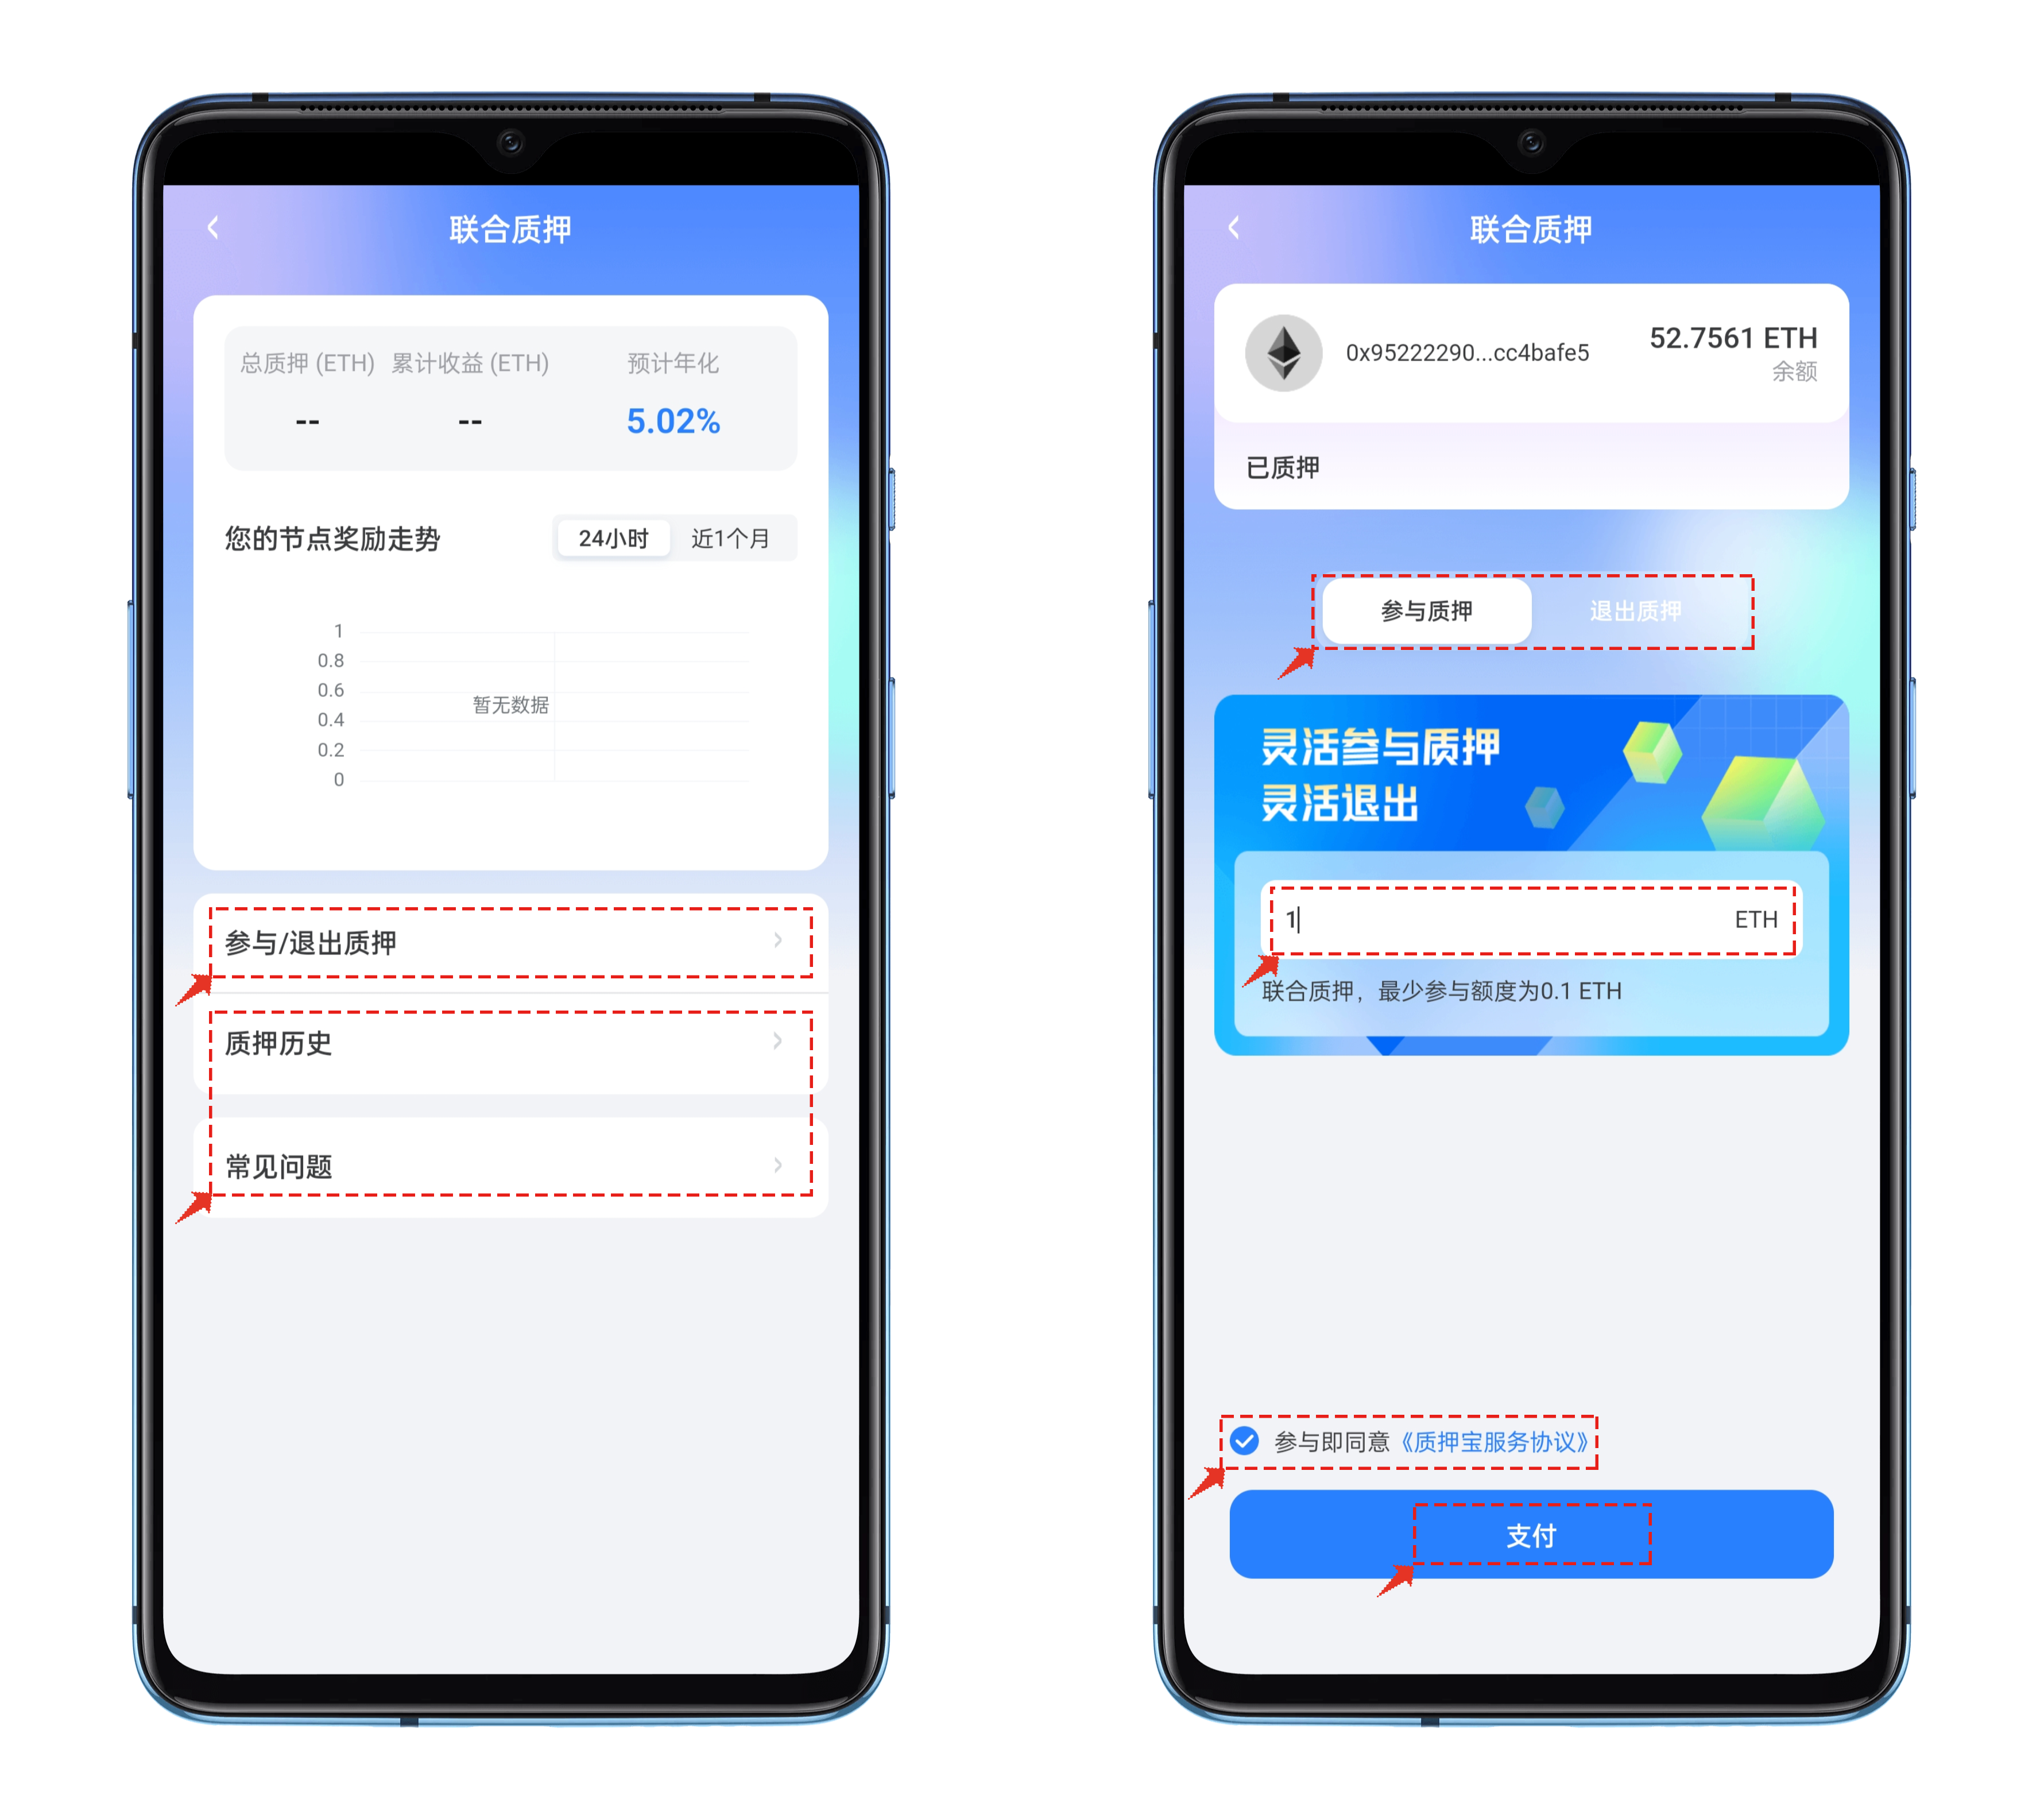 联合质押
总质押 (ETH) 累计收益 (ETH) 预计年化
-- -- 5.02%
您的节点奖励走势 24小时 近1个月
1
0.8
0.6
暂无数据
0.4
0.2
0
参与/退出质押
质押历史
常见问题
联合质押
0x95222290...cc4bafe5 52.7561 ETH
余额
已质押
参与质押 退出质押
灵活参与质押
灵活退出
1 ETH
联合质押，最少参与额度为0.1 ETH
参与即同意《质押宝服务协议》
支付